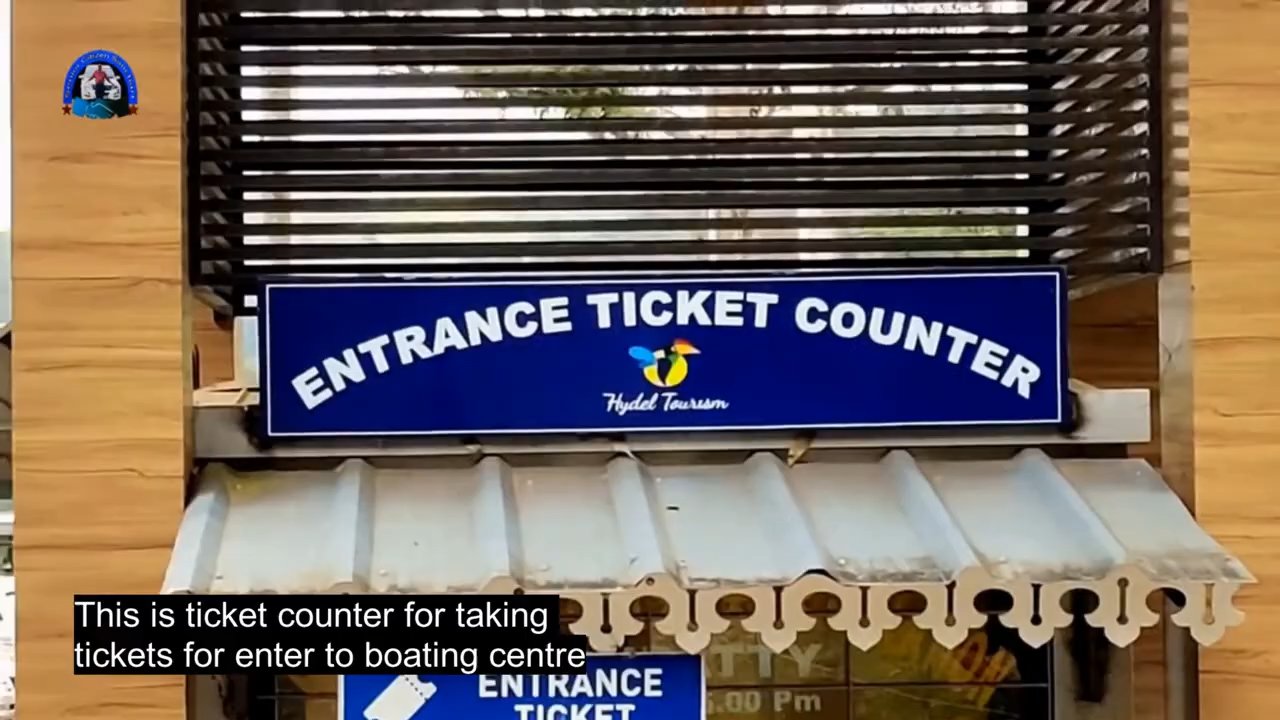 ENTRANCE TICKET COUNTER
Hydel Tourism
This is ticket counter for taking
tickets for enter to boating centre
ENTRANCE
TICKET
TTY
.00 Pm